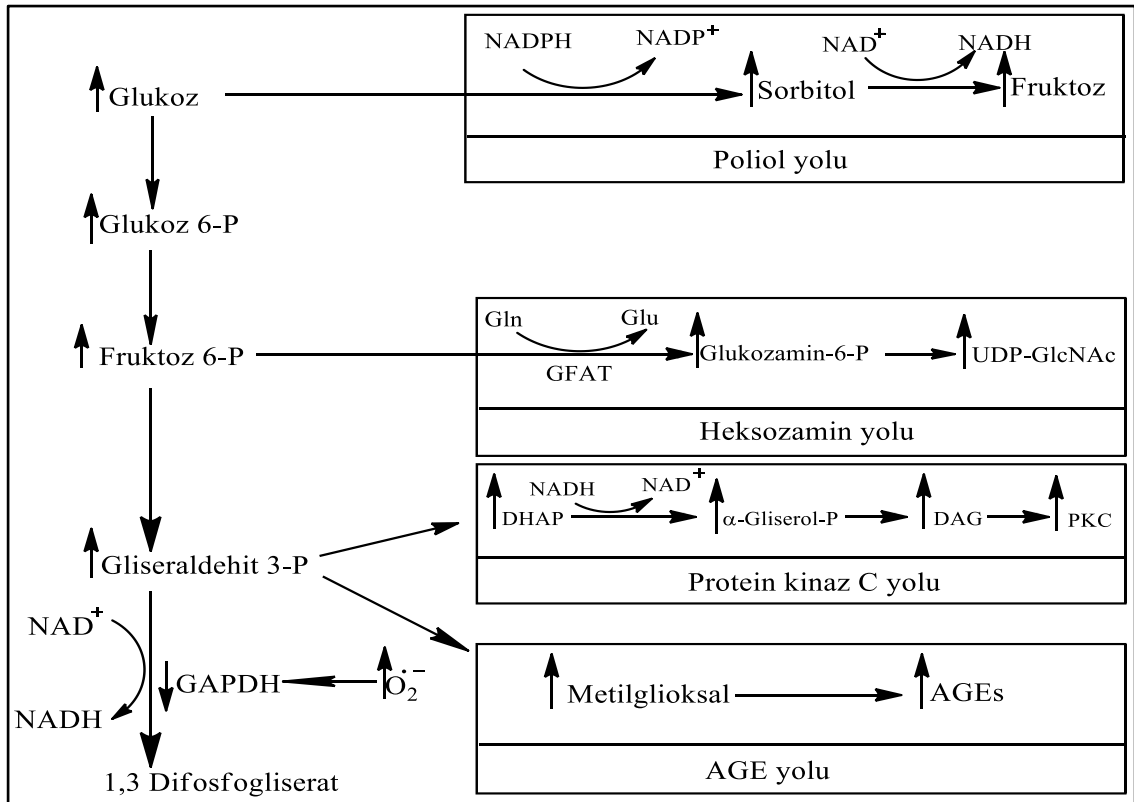 NADPH NADP+ NAD+ NADH
Glukoz Sorbitol Fruktoz
Poliol yolu
Glukoz 6-P
Gln Glu
Fruktoz 6-P Glukozamin-6-P UDP-GlcNAc
GFAT
Heksozamin yolu
NADH NAD+
DHAP α-Gliserol-P DAG PKC
Gliseraldehit 3-P
Protein kinaz C yolu
NAD+
GAPDH O2•−
Metilglioksal AGEs
NADH
AGE yolu
1,3 Difosfogliserat